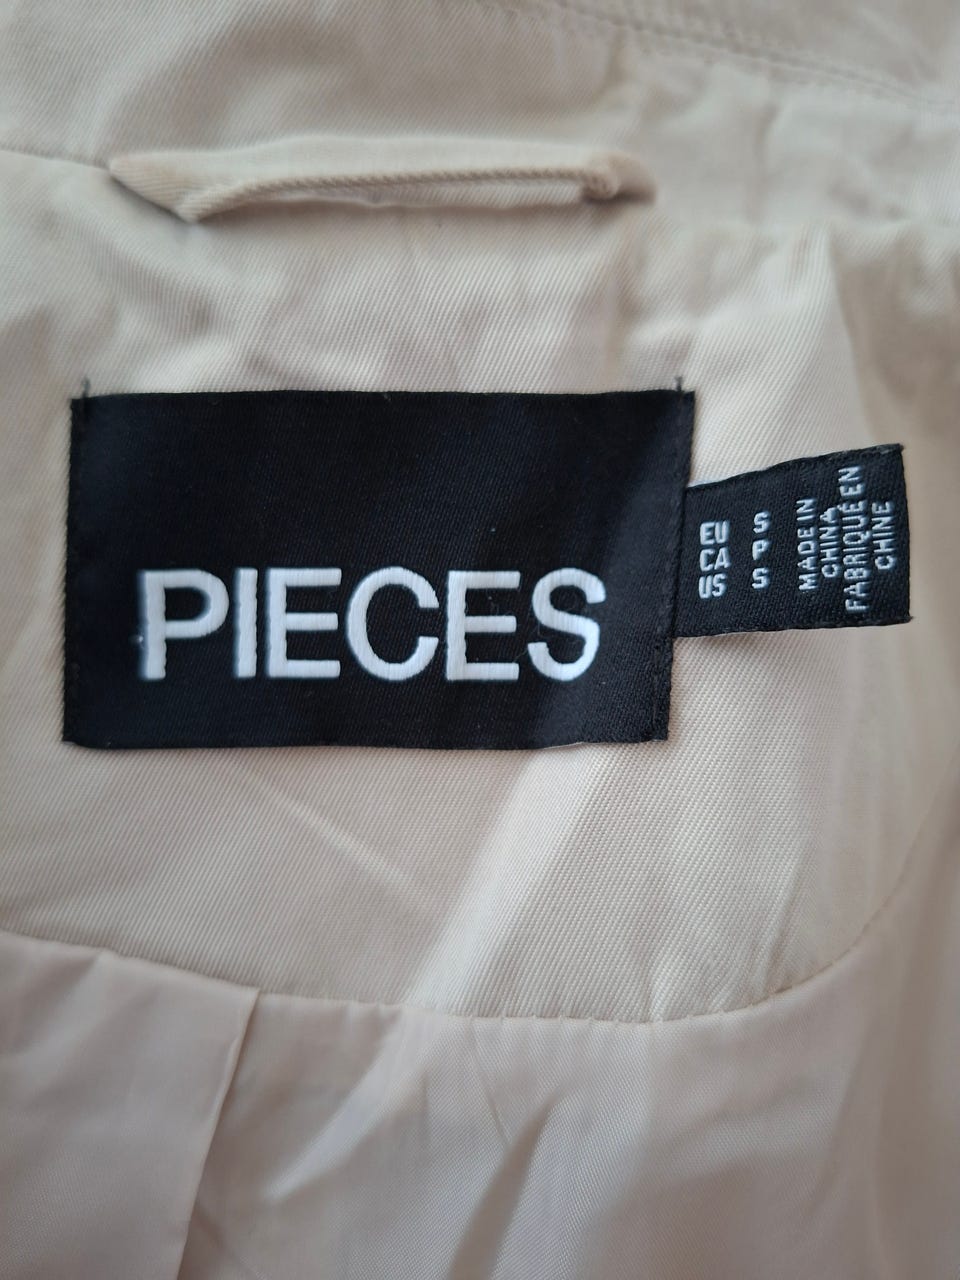 PIECES
EU S
CA P
US S
MADE IN
CHINA
FABRIQUÉ EN
CHINE